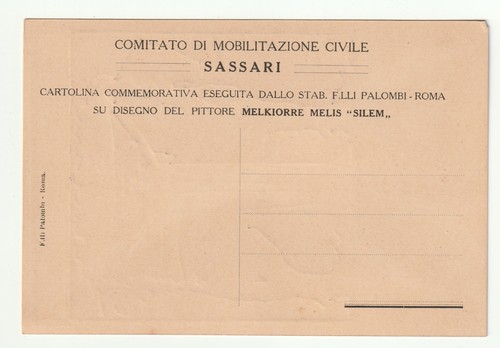 COMITATO DI MOBILITAZIONE CIVILE
SASSARI
CARTOLINA COMMEMORATIVA ESEGUITA DALLO STAB. F.LLI PALOMBI - ROMA
SU DISEGNO DEL PITTORE MELKIORRE MELIS "SILEM„
F.lli Palombi - Roma.